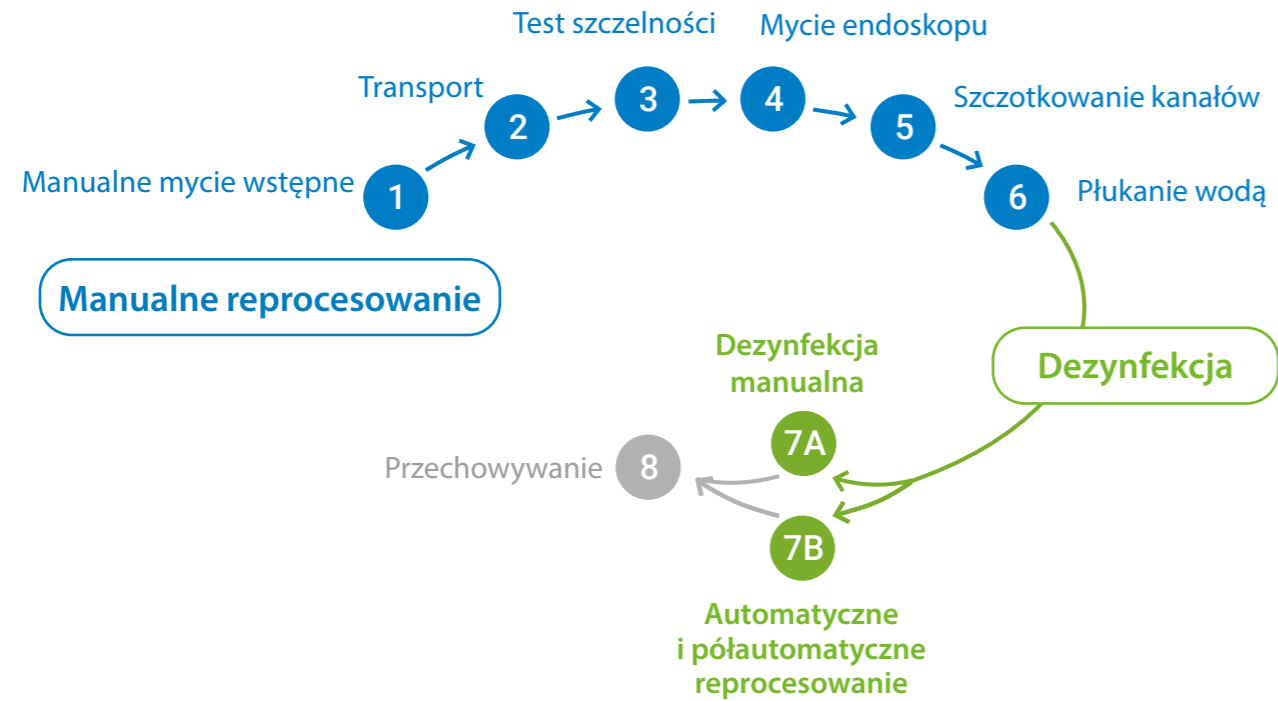 Test szczelności
Mycie endoskopu
Transport
3
4
Szczotkowanie kanałów
2
5
Manualne mycie wstępne
1
6
Płukanie wodą
Manualne reprocesowanie
Dezynfekcja
Dezynfekcja
manualna
7A
Przechowywanie
8
7B
Automatyczne
i półautomatyczne
reprocesowanie